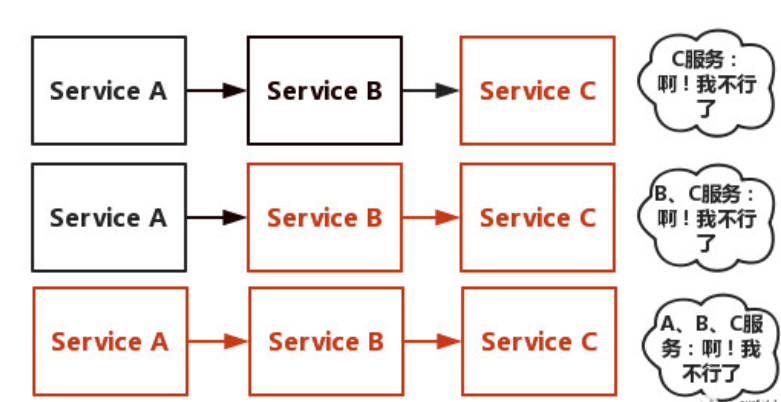 Service A
Service B
Service C
C服务：
啊！我不行
了
Service A
Service B
Service C
B、C服务：
啊！我不行
了
Service A
Service B
Service C
A、B、C服
务：啊！我
不行了